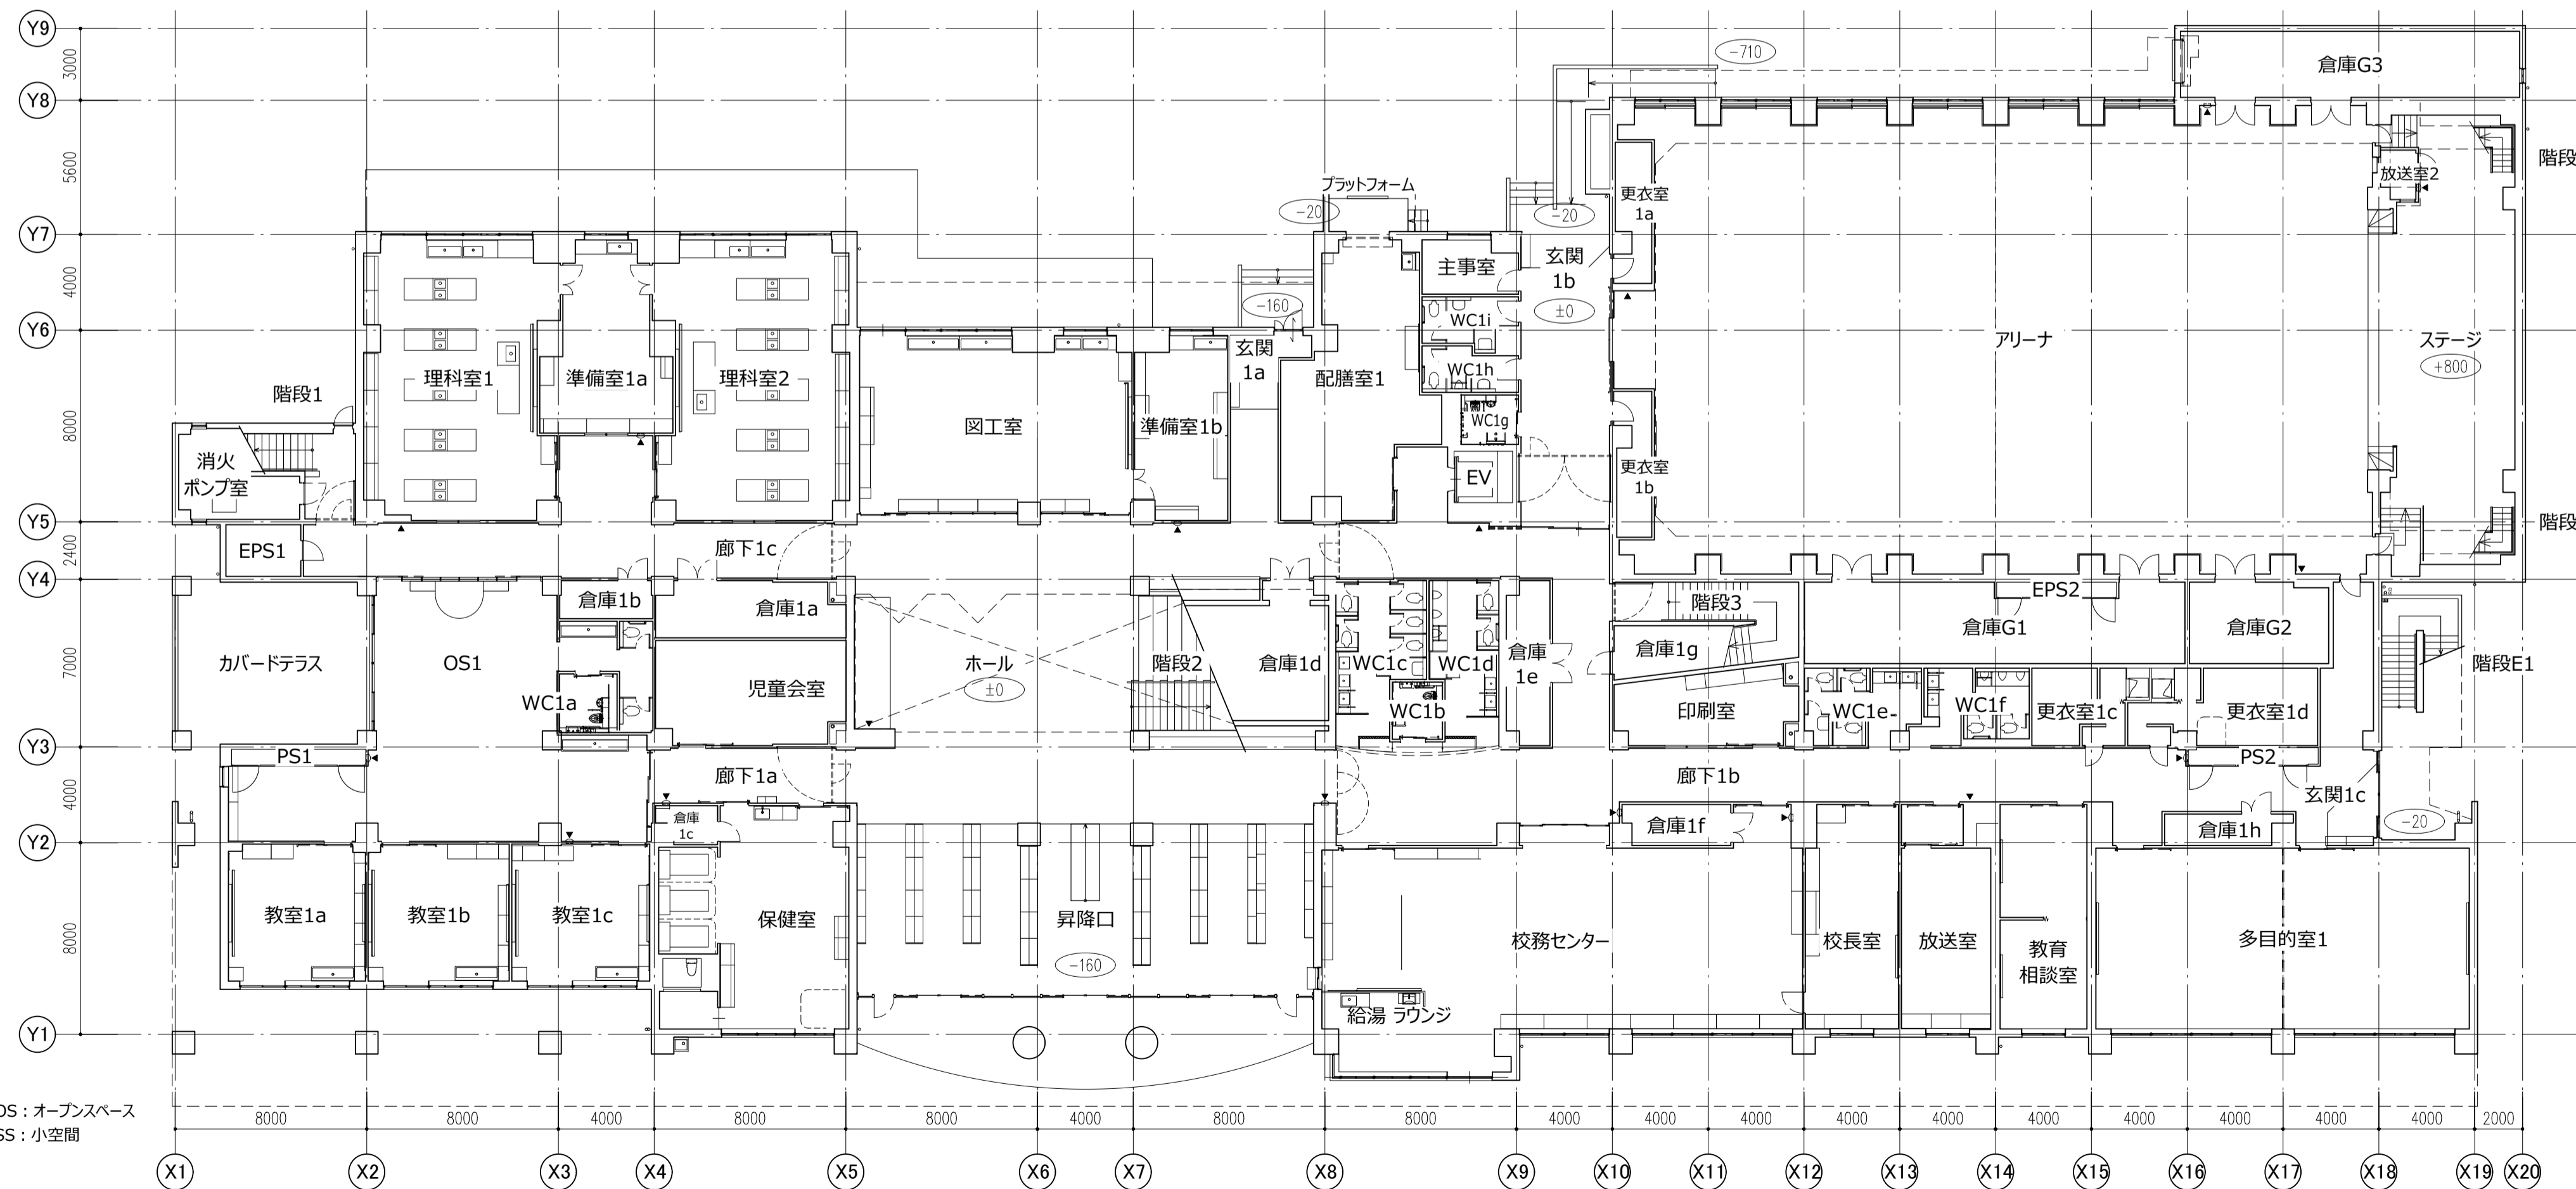 Y9
3000
倉庫G3
-710
Y8
5600
階段
放送室2
プラットフォーム
更衣室
1a
-20
-20
Y7
4000
主事室
玄関
1b
-160
±0
WC1i
Y6
アリーナ
ステージ
+800
玄関
1a
WC1h
理科室1
準備室1a
理科室2
配膳室1
階段1
8000
図工室
準備室1b
WC1g
消火
ポンプ室
EV
更衣室
1b
Y5
階段
2400
EPS1
廊下1c
Y4
倉庫1b
倉庫1a
階段3
EPS2
倉庫G1
倉庫G2
7000
カバードテラス
OS1
ホール
±0
階段2
倉庫1d
WC1c
WC1d
倉庫
1e
倉庫1g
階段E1
児童会室
WC1a
WC1b
印刷室
WC1e
WC1f
更衣室1c
更衣室1d
Y3
PS1
PS2
4000
廊下1a
廊下1b
玄関1c
倉庫
1c
倉庫1f
倉庫1h
-20
Y2
8000
教室1a
教室1b
教室1c
保健室
昇降口
-160
校務センター
校長室
放送室
教育
相談室
多目的室1
給湯 ラウンジ
Y1
OS：オープンスペース
SS：小空間
8000
8000
4000
8000
8000
4000
8000
8000
4000
4000
4000
4000
4000
4000
4000
4000
4000
4000
2000
X1
X2
X3
X4
X5
X6
X7
X8
X9
X10
X11
X12
X13
X14
X15
X16
X17
X18
X19
X20